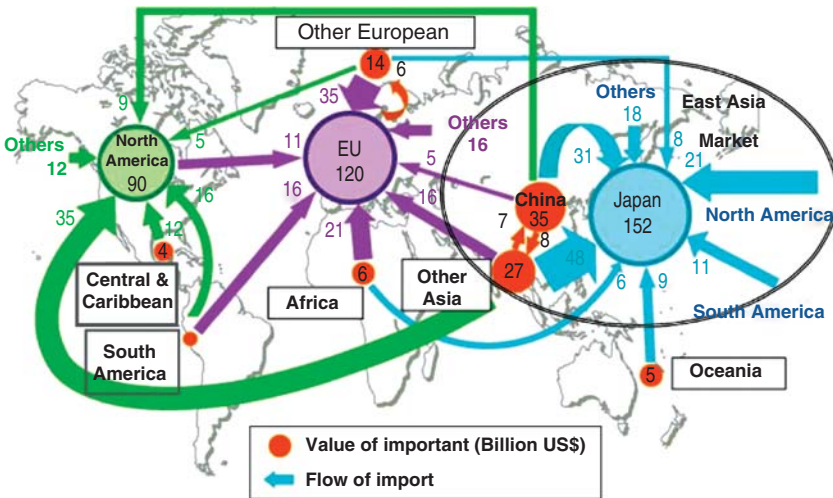 Other European
14
6
35
9
5
Others
12
North
America
90
11
EU
120
Others
16
5
16
16
21
35
16
12
4
Central &
Caribbean
South
America
Africa
6
Other
Asia
27
7
8
China
35
31
Others
18
East Asia
Market
8
21
Japan
152
North America
48
6
9
11
South America
5
Oceania
Value of important (Billion US$)
Flow of import